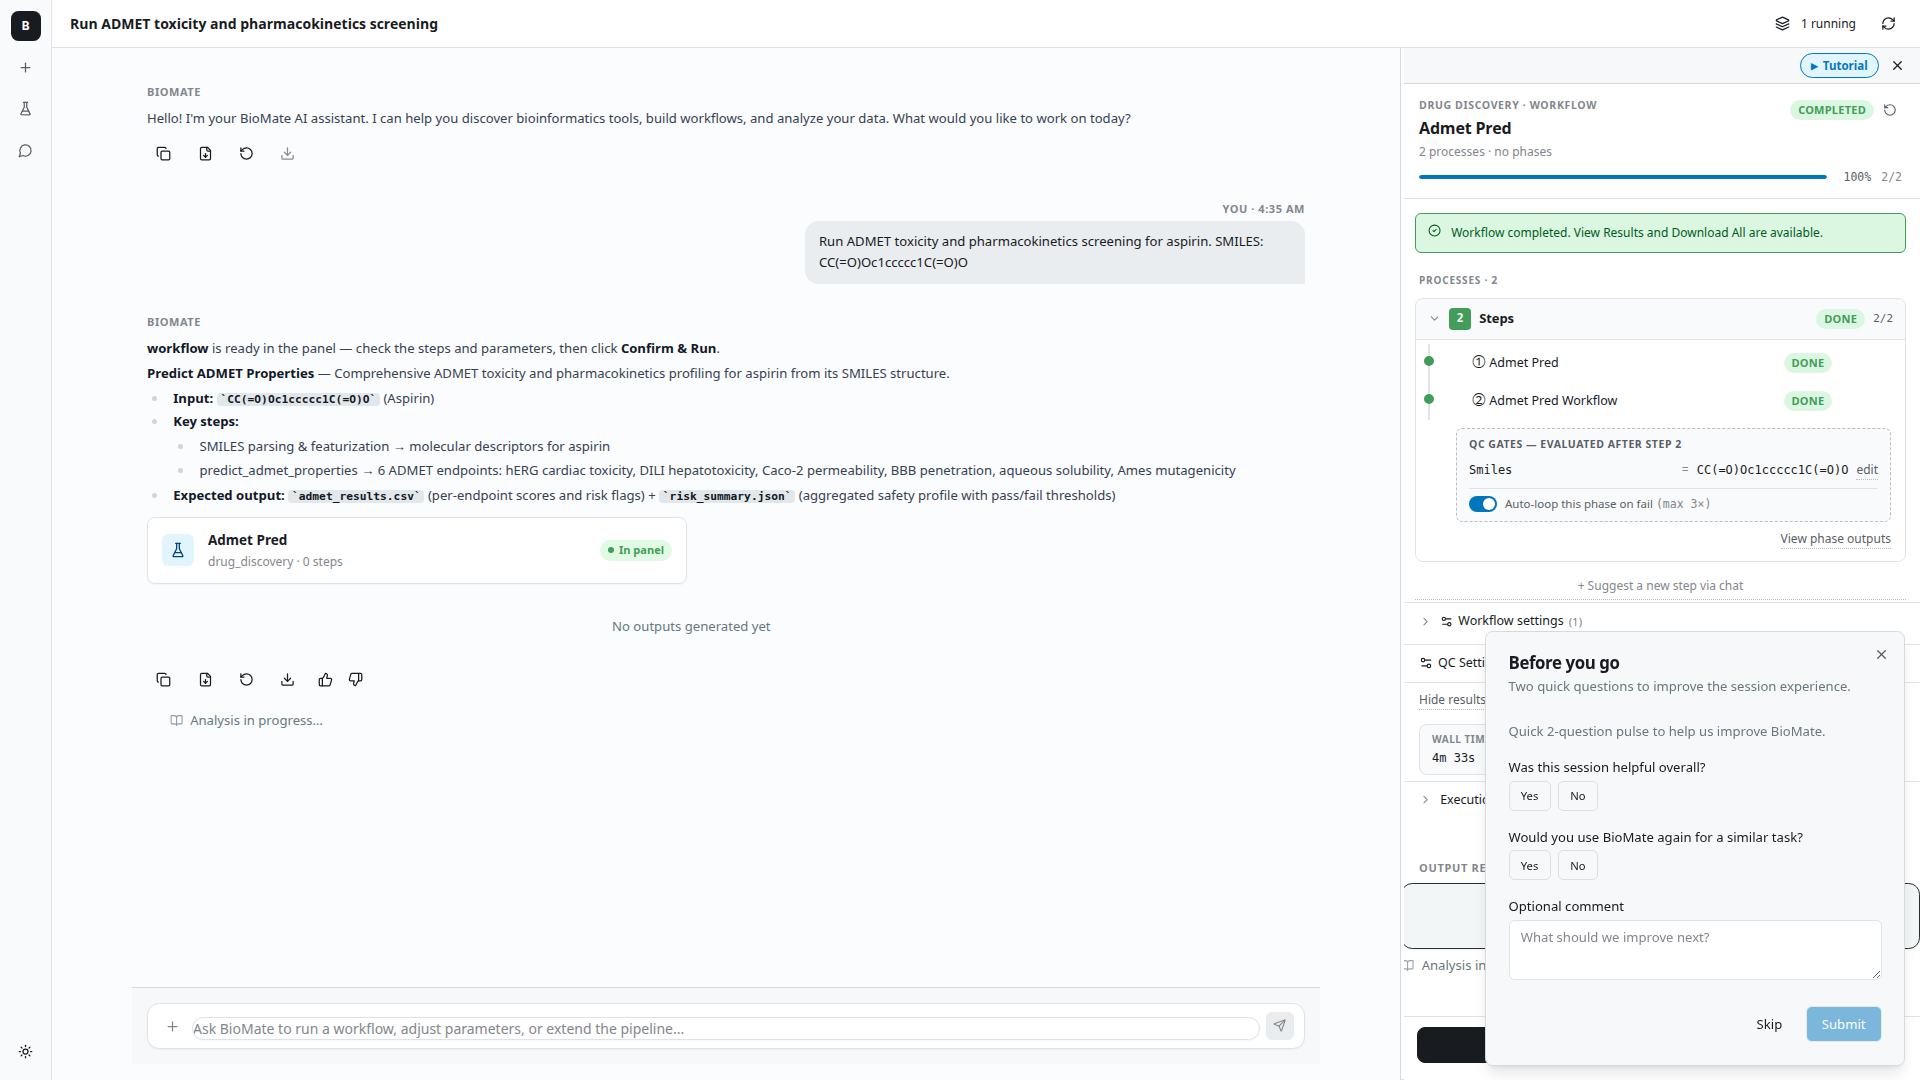 B
Run ADMET toxicity and pharmacokinetics screening
1 running
BIOMATE
Hello! I'm your BioMate AI assistant. I can help you discover bioinformatics tools, build workflows, and analyze your data. What would you like to work on today?
YOU · 4:35 AM
Run ADMET toxicity and pharmacokinetics screening for aspirin. SMILES:
CC(=O)Oc1ccccc1C(=O)O
BIOMATE
workflow is ready in the panel — check the steps and parameters, then click Confirm & Run.
Predict ADMET Properties — Comprehensive ADMET toxicity and pharmacokinetics profiling for aspirin from its SMILES structure.
Input: `CC(=O)Oc1ccccc1C(=O)O` (Aspirin)
Key steps:
SMILES parsing & featurization → molecular descriptors for aspirin
predict_admet_properties → 6 ADMET endpoints: hERG cardiac toxicity, DILI hepatotoxicity, Caco-2 permeability, BBB penetration, aqueous solubility, Ames mutagenicity
Expected output: `admet_results.csv` (per-endpoint scores and risk flags) + `risk_summary.json` (aggregated safety profile with pass/fail thresholds)
Admet Pred
drug_discovery · 0 steps
In panel
No outputs generated yet
Analysis in progress...
Ask BioMate to run a workflow, adjust parameters, or extend the pipeline...
Tutorial
DRUG DISCOVERY · WORKFLOW
COMPLETED
Admet Pred
2 processes · no phases
100% 2/2
Workflow completed. View Results and Download All are available.
PROCESSES · 2
2 Steps DONE 2/2
① Admet Pred DONE
② Admet Pred Workflow DONE
QC GATES — EVALUATED AFTER STEP 2
Smiles = CC(=O)Oc1ccccc1C(=O)O edit
Auto-loop this phase on fail (max 3×)
View phase outputs
+ Suggest a new step via chat
Workflow settings (1)
QC Setti
Hide results
WALL TIM
4m 33s
Executio
OUTPUT RE
Analysis in
Before you go
Two quick questions to improve the session experience.
Quick 2-question pulse to help us improve BioMate.
Was this session helpful overall?
Yes No
Would you use BioMate again for a similar task?
Yes No
Optional comment
What should we improve next?
Skip Submit